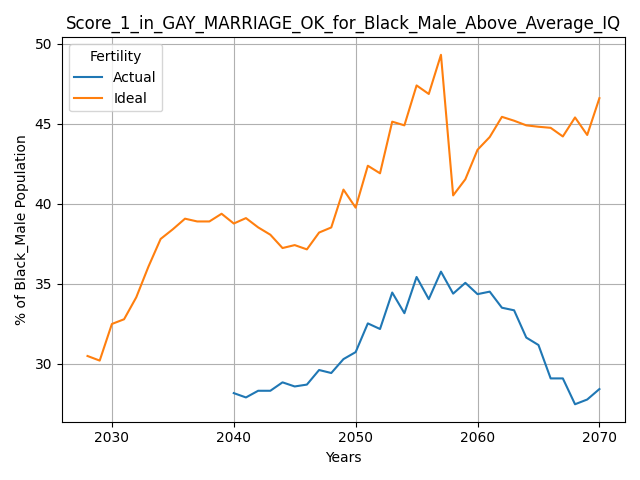 Score_1_in_GAY_MARRIAGE_OK_for_Black_Male_Above_Average_IQ
Fertility
Actual
Ideal
% of Black_Male Population
50
45
40
35
30
2030 2040 2050 2060 2070
Years